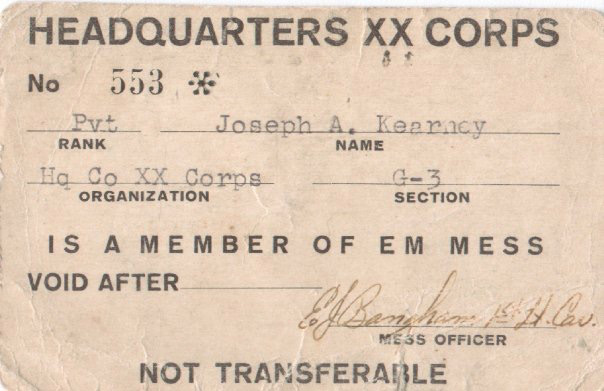 HEADQUARTERS XX CORPS
No 553
Pvt Joseph A. Kearney
RANK NAME
Hq Co XX Corps G-3
ORGANIZATION SECTION
IS A MEMBER OF EM MESS
VOID AFTER
MESS OFFICER
NOT TRANSFERABLE